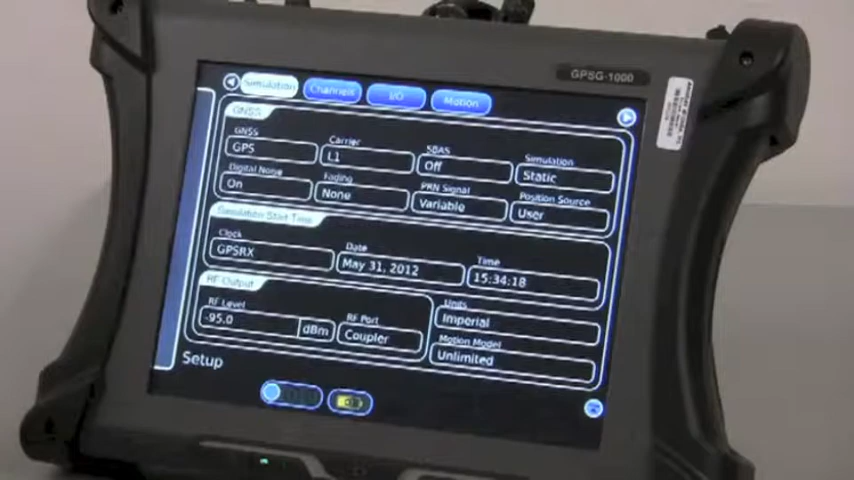 GPSG-1000
Simulation Channels I/O Motion
GNSS
GNSS Carrier SBAS Simulation
GPS L1 Off Static
Digital Noise Fading PRN Signal Position Source
On None Variable User
Simulation Start Time
Clock Date Time
GPSRX May 31, 2012 15:34:18
RF Output
RF Level RF Port Units
-95.0 dBm Coupler Imperial
Motion Model
Unlimited
Setup